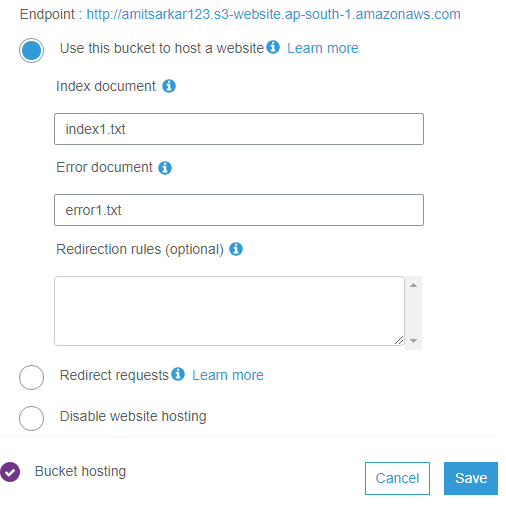 Endpoint : http://amitsarkar123.s3-website.ap-south-1.amazonaws.com
Use this bucket to host a website Learn more
Index document
index1.txt
Error document
error1.txt
Redirection rules (optional)
Redirect requests Learn more
Disable website hosting
Bucket hosting Cancel Save